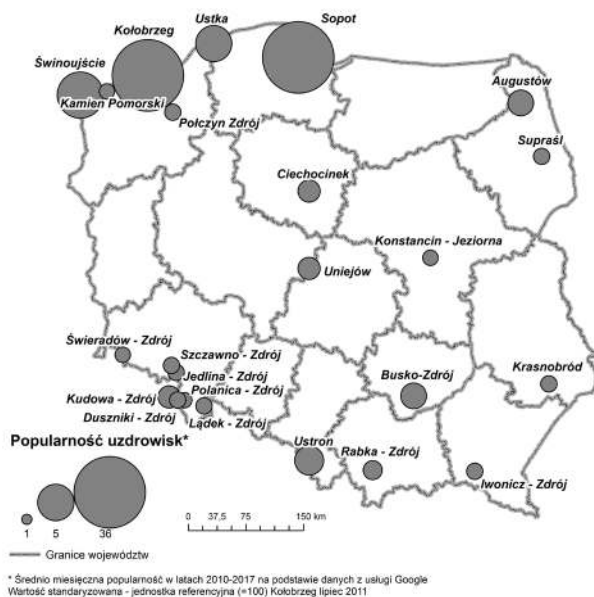 Ustka
Sopot
Kołobrzeg
Świnoujście
Kamien Pomorski
Połczyn Zdrój
Augustów
Supraśl
Ciechocinek
Konstancin - Jeziorna
Uniejów
Świeradów - Zdrój
Szczawno - Zdrój
Jedlina - Zdrój
Kudowa - Zdrój
Polanica - Zdrój
Duszniki - Zdrój
Lądek - Zdrój
Busko-Zdrój
Krasnobród
Ustron
Rabka - Zdrój
Iwonicz - Zdrój
Popularność uzdrowisk*
1 5 36
0 37,5 75 150 km
Granice województw
* Średnio miesięczna popularność w latach 2010-2017 na podstawie danych z usługi Google
Wartość standaryzowana - jednostka referencyjna (=100) Kołobrzeg lipiec 2011